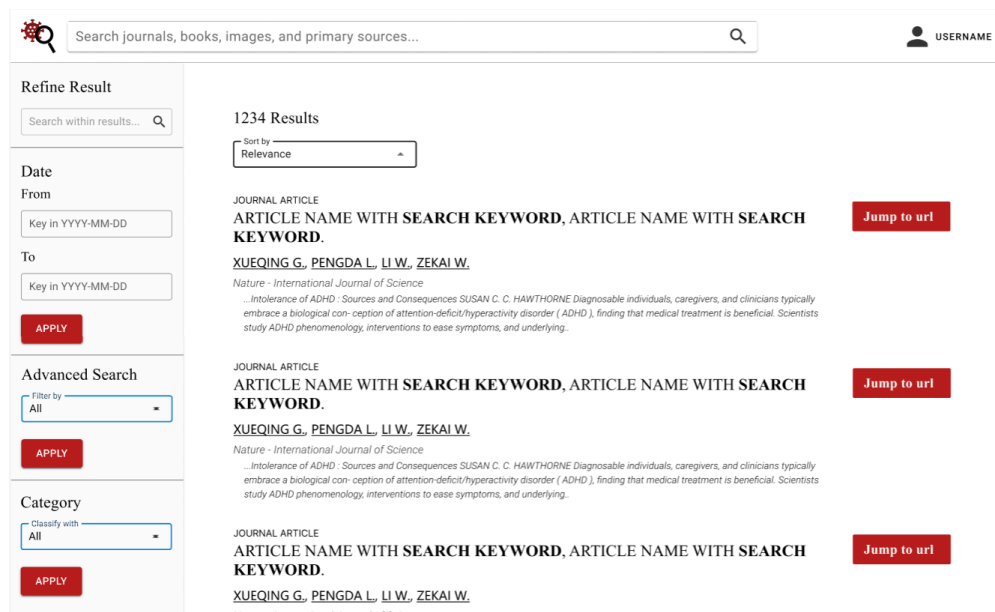 Search journals, books, images, and primary sources...
USERNAME
Refine Result
Search within results...
Date
From
Key in YYYY-MM-DD
To
Key in YYYY-MM-DD
APPLY
Advanced Search
Filter by
All
APPLY
Category
Classify with
All
APPLY
1234 Results
Sort by
Relevance
JOURNAL ARTICLE
ARTICLE NAME WITH SEARCH KEYWORD, ARTICLE NAME WITH SEARCH
KEYWORD.
Jump to url
XUEQING G., PENGDA L., LI W., ZEKAI W.
Nature - International Journal of Science
...Intolerance of ADHD : Sources and Consequences SUSAN C. C. HAWTHORNE Diagnosable individuals, caregivers, and clinicians typically
embrace a biological con- ception of attention-deficit/hyperactivity disorder ( ADHD ), finding that medical treatment is beneficial. Scientists
study ADHD phenomenology, interventions to ease symptoms, and underlying..
JOURNAL ARTICLE
ARTICLE NAME WITH SEARCH KEYWORD, ARTICLE NAME WITH SEARCH
KEYWORD.
Jump to url
XUEQING G., PENGDA L., LI W., ZEKAI W.
Nature - International Journal of Science
...Intolerance of ADHD : Sources and Consequences SUSAN C. C. HAWTHORNE Diagnosable individuals, caregivers, and clinicians typically
embrace a biological con- ception of attention-deficit/hyperactivity disorder ( ADHD ), finding that medical treatment is beneficial. Scientists
study ADHD phenomenology, interventions to ease symptoms, and underlying..
JOURNAL ARTICLE
ARTICLE NAME WITH SEARCH KEYWORD, ARTICLE NAME WITH SEARCH
KEYWORD.
Jump to url
XUEQING G., PENGDA L., LI W., ZEKAI W.